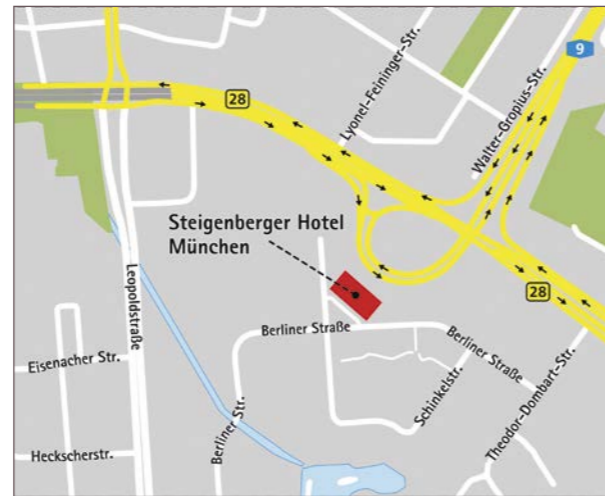 9
28
Lyonel-Feininger-Str.
Walter-Gropius-Str.
Steigenberger Hotel
München
Leopoldstraße
28
Berliner Straße
Berliner Straße
Eisenacher Str.
Schinkelstr.
Theodor-Dombart-Str.
Berliner Str.
Heckscherstr.